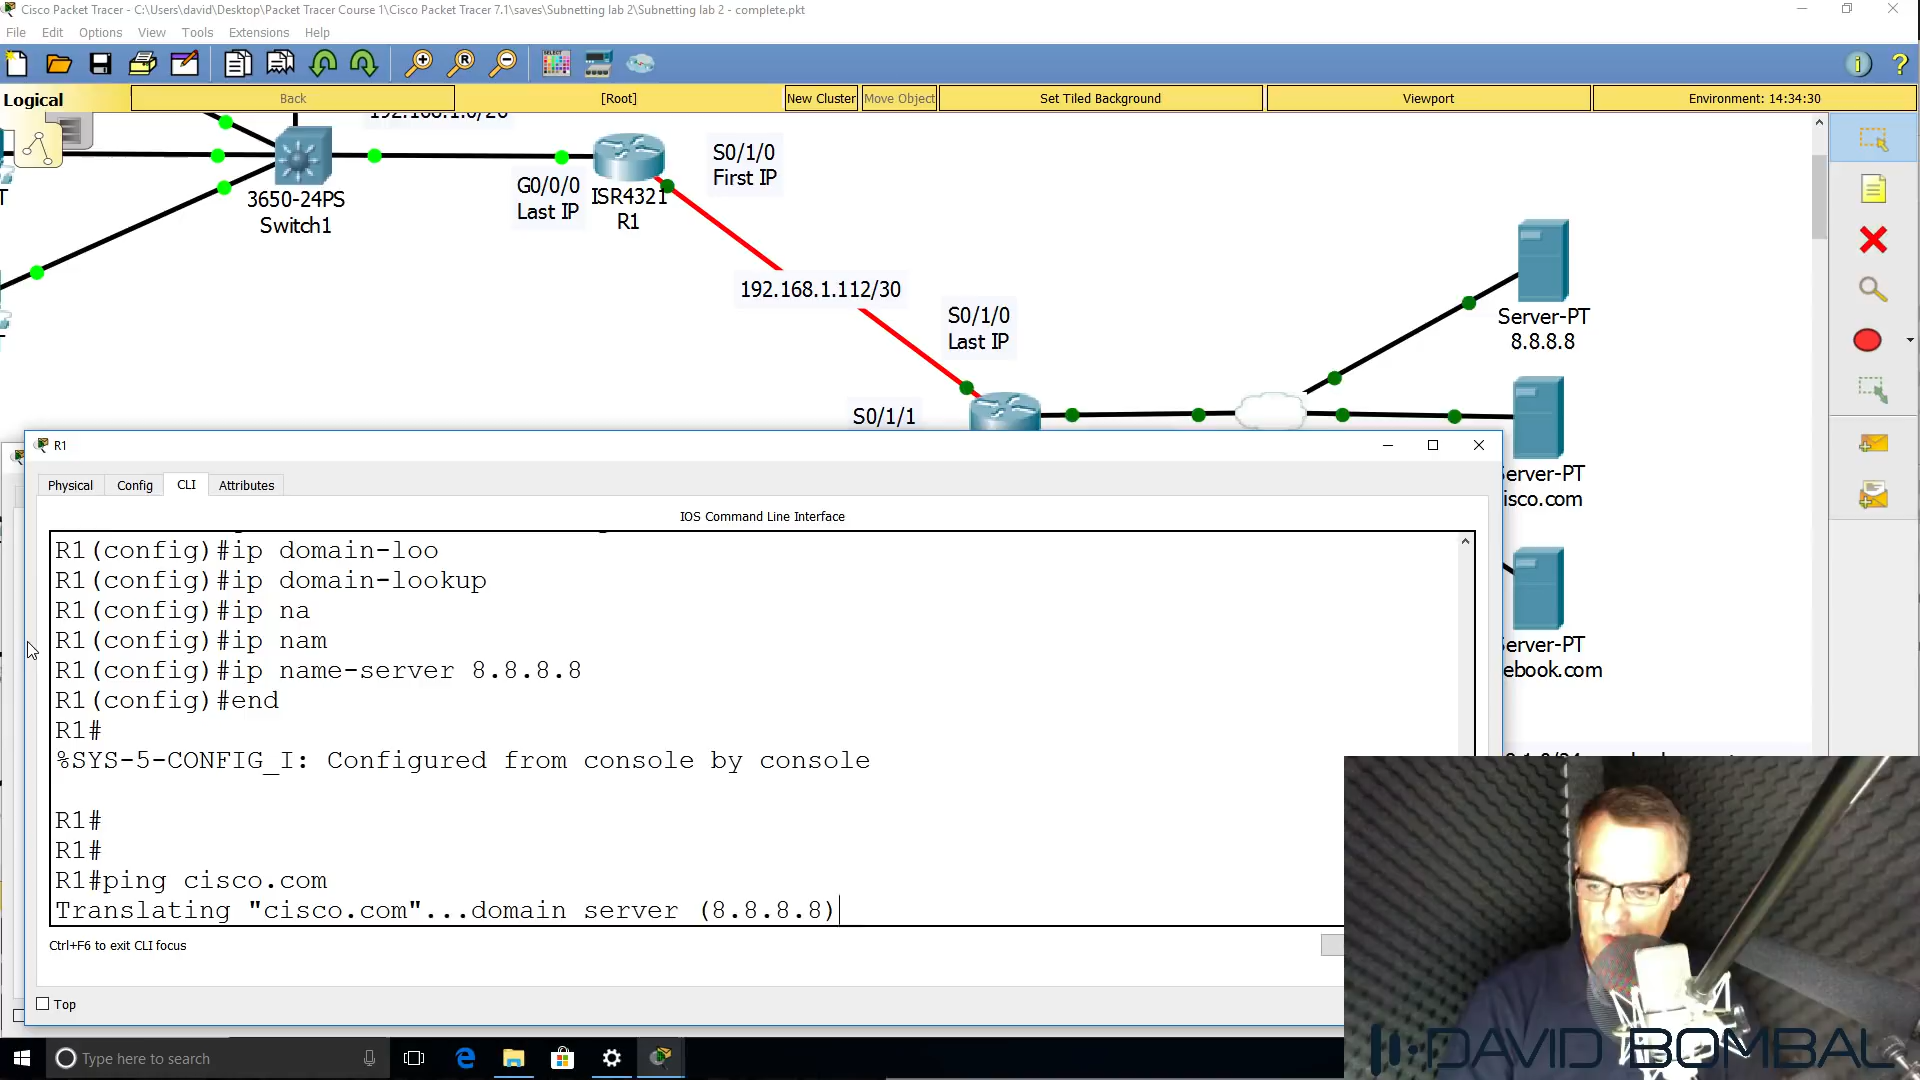 Cisco Packet Tracer - C:\Users\david\Desktop\Packet Tracer Course 1\Cisco Packet Tracer 7.1\saves\Subnetting lab 2\Subnetting lab 2 - complete.pkt
File Edit Options View Tools Extensions Help
Logical Back [Root] New Cluster Move Object Set Tiled Background Viewport Environment: 14:34:30
S0/1/0
First IP
G0/0/0
Last IP
ISR4321
R1
3650-24PS
Switch1
192.168.1.112/30
S0/1/0
Last IP
Server-PT
8.8.8.8
S0/1/1
Server-PT
isco.com
Server-PT
ebook.com
R1
Physical Config CLI Attributes
IOS Command Line Interface
R1(config)#ip domain-loo
R1(config)#ip domain-lookup
R1(config)#ip na
R1(config)#ip nam
R1(config)#ip name-server 8.8.8.8
R1(config)#end
R1#
%SYS-5-CONFIG_I: Configured from console by console
R1#
R1#
R1#ping cisco.com
Translating "cisco.com"...domain server (8.8.8.8)
Ctrl+F6 to exit CLI focus
Top
Type here to search
DAVID BOMBAL